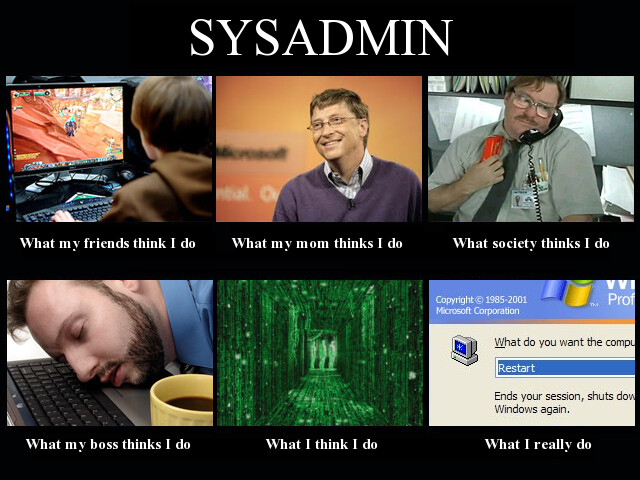 SYSADMIN
Microsoft
What my friends think I do
What my mom thinks I do
What society thinks I do
Copyright © 1985-2001
Microsoft Corporation
Prof
What do you want the compu
Restart
Ends your session, shuts dow
Windows again.
What my boss thinks I do
What I think I do
What I really do